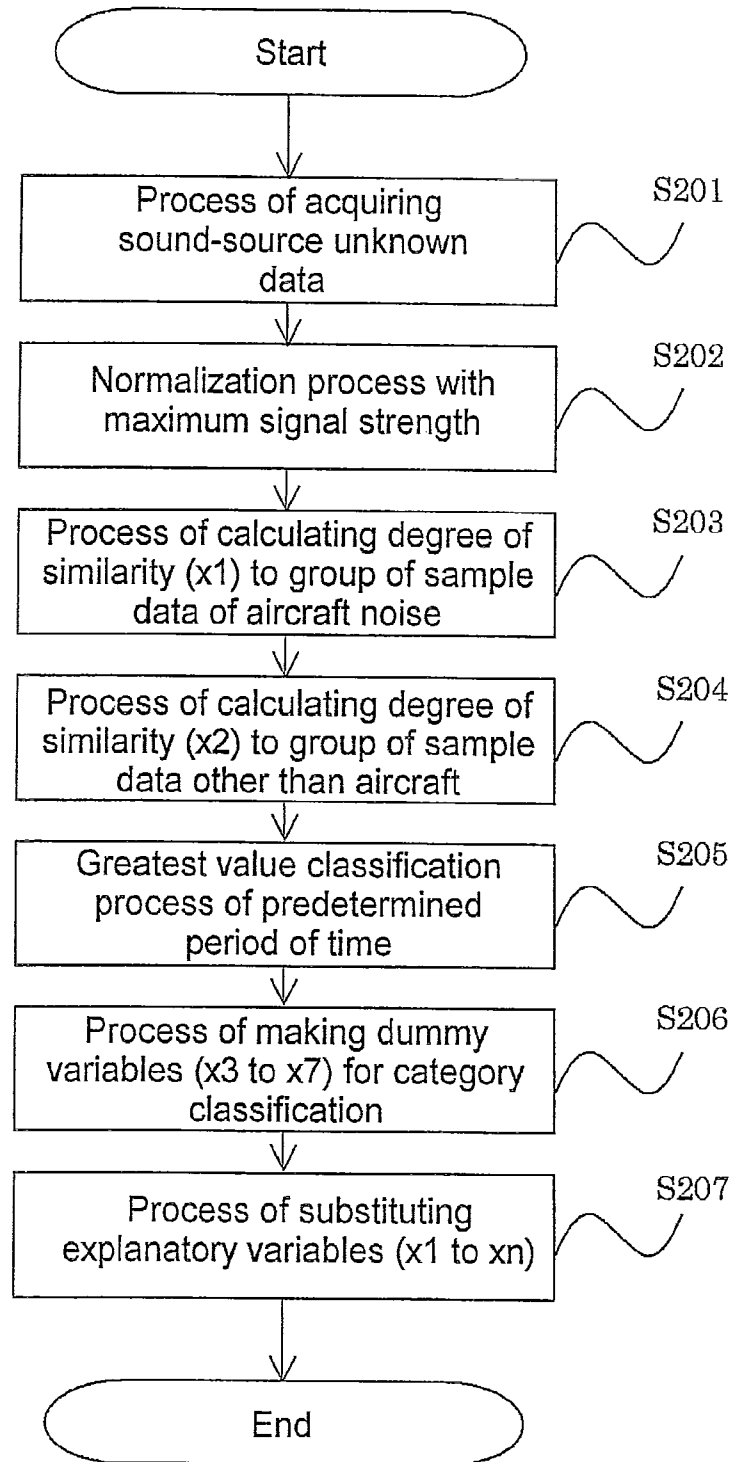 Start
Process of acquiring
sound-source unknown
data
S201
Normalization process with
maximum signal strength
S202
Process of calculating degree of
similarity (x1) to group of sample
data of aircraft noise
S203
Process of calculating degree of
similarity (x2) to group of sample
data other than aircraft
S204
Greatest value classification
process of predetermined
period of time
S205
Process of making dummy
variables (x3 to x7) for category
classification
S206
Process of substituting
explanatory variables (x1 to xn)
S207
End